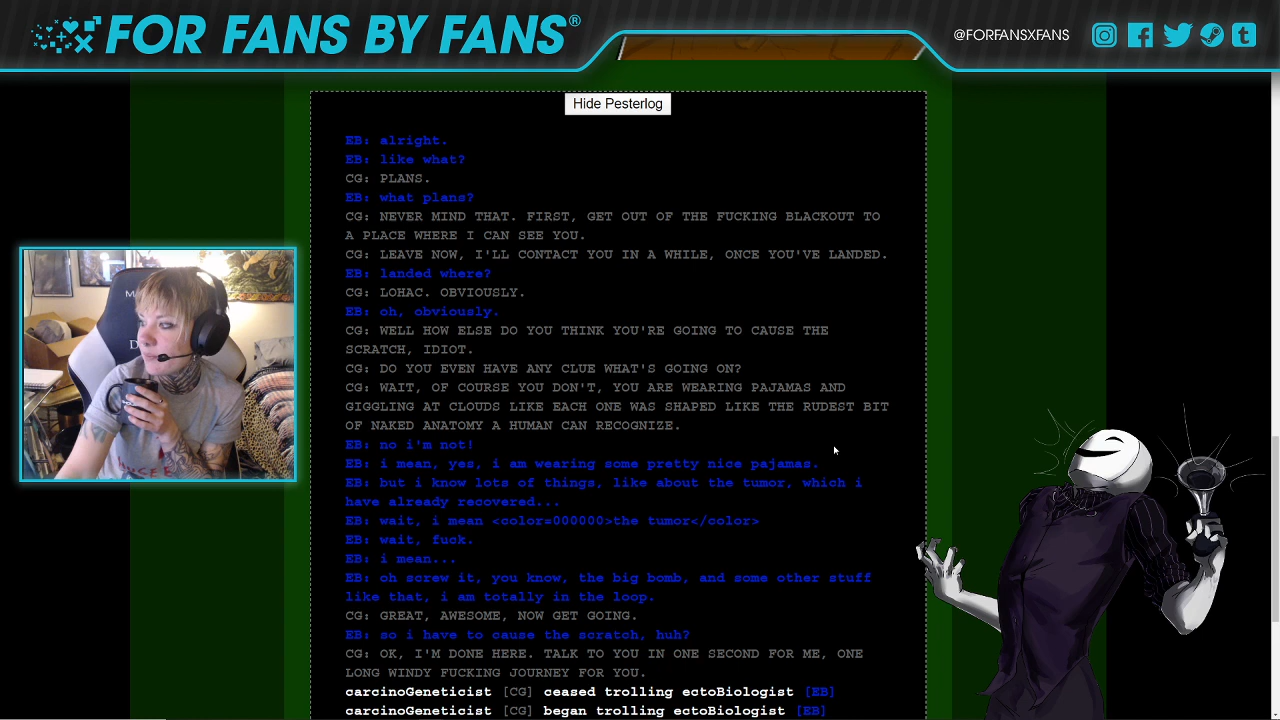 FOR FANS BY FANS®
@FORFANSXFANS
Hide Pesterlog
EB: alright.
EB: like what?
CG: PLANS.
EB: what plans?
CG: NEVER MIND THAT. FIRST, GET OUT OF THE FUCKING BLACKOUT TO
A PLACE WHERE I CAN SEE YOU.
CG: LEAVE NOW, I'LL CONTACT YOU IN A WHILE, ONCE YOU'VE LANDED.
EB: landed where?
CG: LOHAC. OBVIOUSLY.
EB: oh, obviously.
CG: WELL HOW ELSE DO YOU THINK YOU'RE GOING TO CAUSE THE
SCRATCH, IDIOT.
CG: DO YOU EVEN HAVE ANY CLUE WHAT'S GOING ON?
CG: WAIT, OF COURSE YOU DON'T, YOU ARE WEARING PAJAMAS AND
GIGGLING AT CLOUDS LIKE EACH ONE WAS SHAPED LIKE THE RUDEST BIT
OF NAKED ANATOMY A HUMAN CAN RECOGNIZE.
EB: no i'm not!
EB: i mean, yes, i am wearing some pretty nice pajamas.
EB: but i know lots of things, like about the tumor, which i
have already recovered...
EB: wait, i mean <color=000000>the tumor</color>
EB: wait, fuck.
EB: i mean...
EB: oh screw it, you know, the big bomb, and some other stuff
like that, i am totally in the loop.
CG: GREAT, AWESOME, NOW GET GOING.
EB: so i have to cause the scratch, huh?
CG: OK, I'M DONE HERE. TALK TO YOU IN ONE SECOND FOR ME, ONE
LONG WINDY FUCKING JOURNEY FOR YOU.
carcinoGeneticist [CG] ceased trolling ectoBiologist [EB]
carcinoGeneticist [CG] began trolling ectoBiologist [EB]